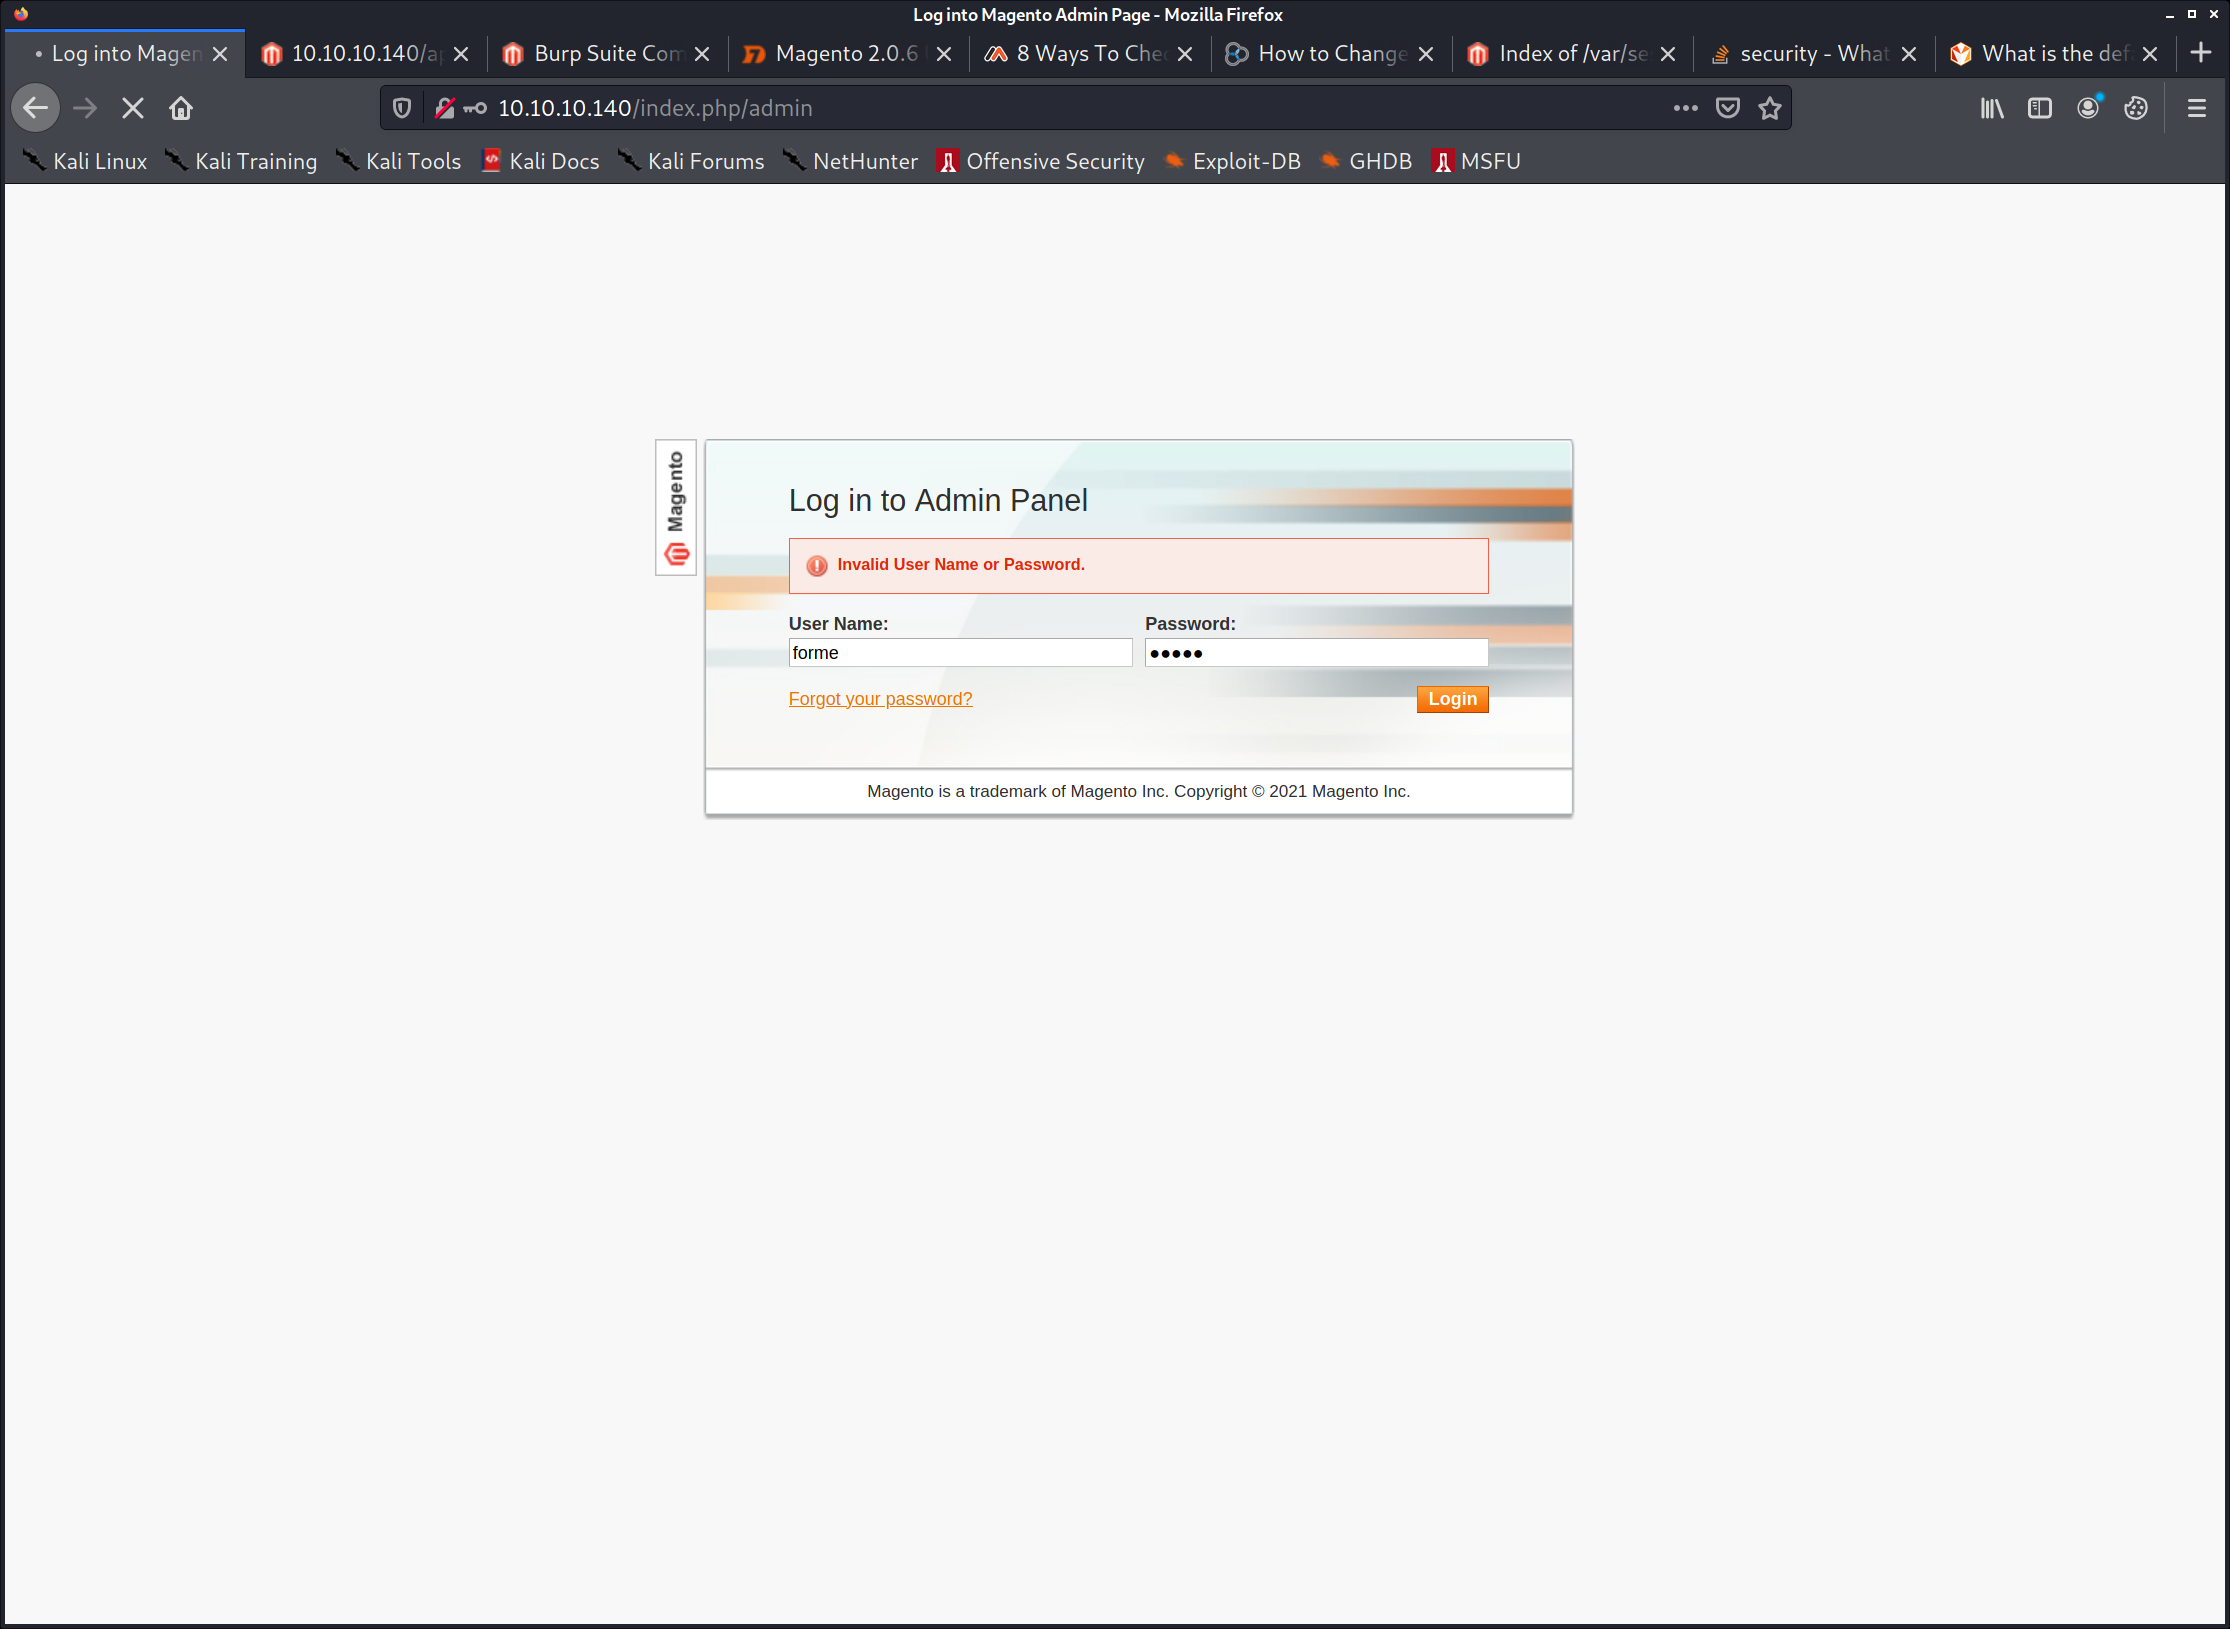 Log into Magento Admin Page - Mozilla Firefox
Log into Magen
10.10.10.140/ap
Burp Suite Com
Magento 2.0.6
8 Ways To Chec
How to Change
Index of /var/se
security - What
What is the def
10.10.10.140/index.php/admin
Kali Linux
Kali Training
Kali Tools
Kali Docs
Kali Forums
NetHunter
Offensive Security
Exploit-DB
GHDB
MSFU
Magento
Log in to Admin Panel
Invalid User Name or Password.
User Name:
Password:
forme
Forgot your password?
Login
Magento is a trademark of Magento Inc. Copyright © 2021 Magento Inc.